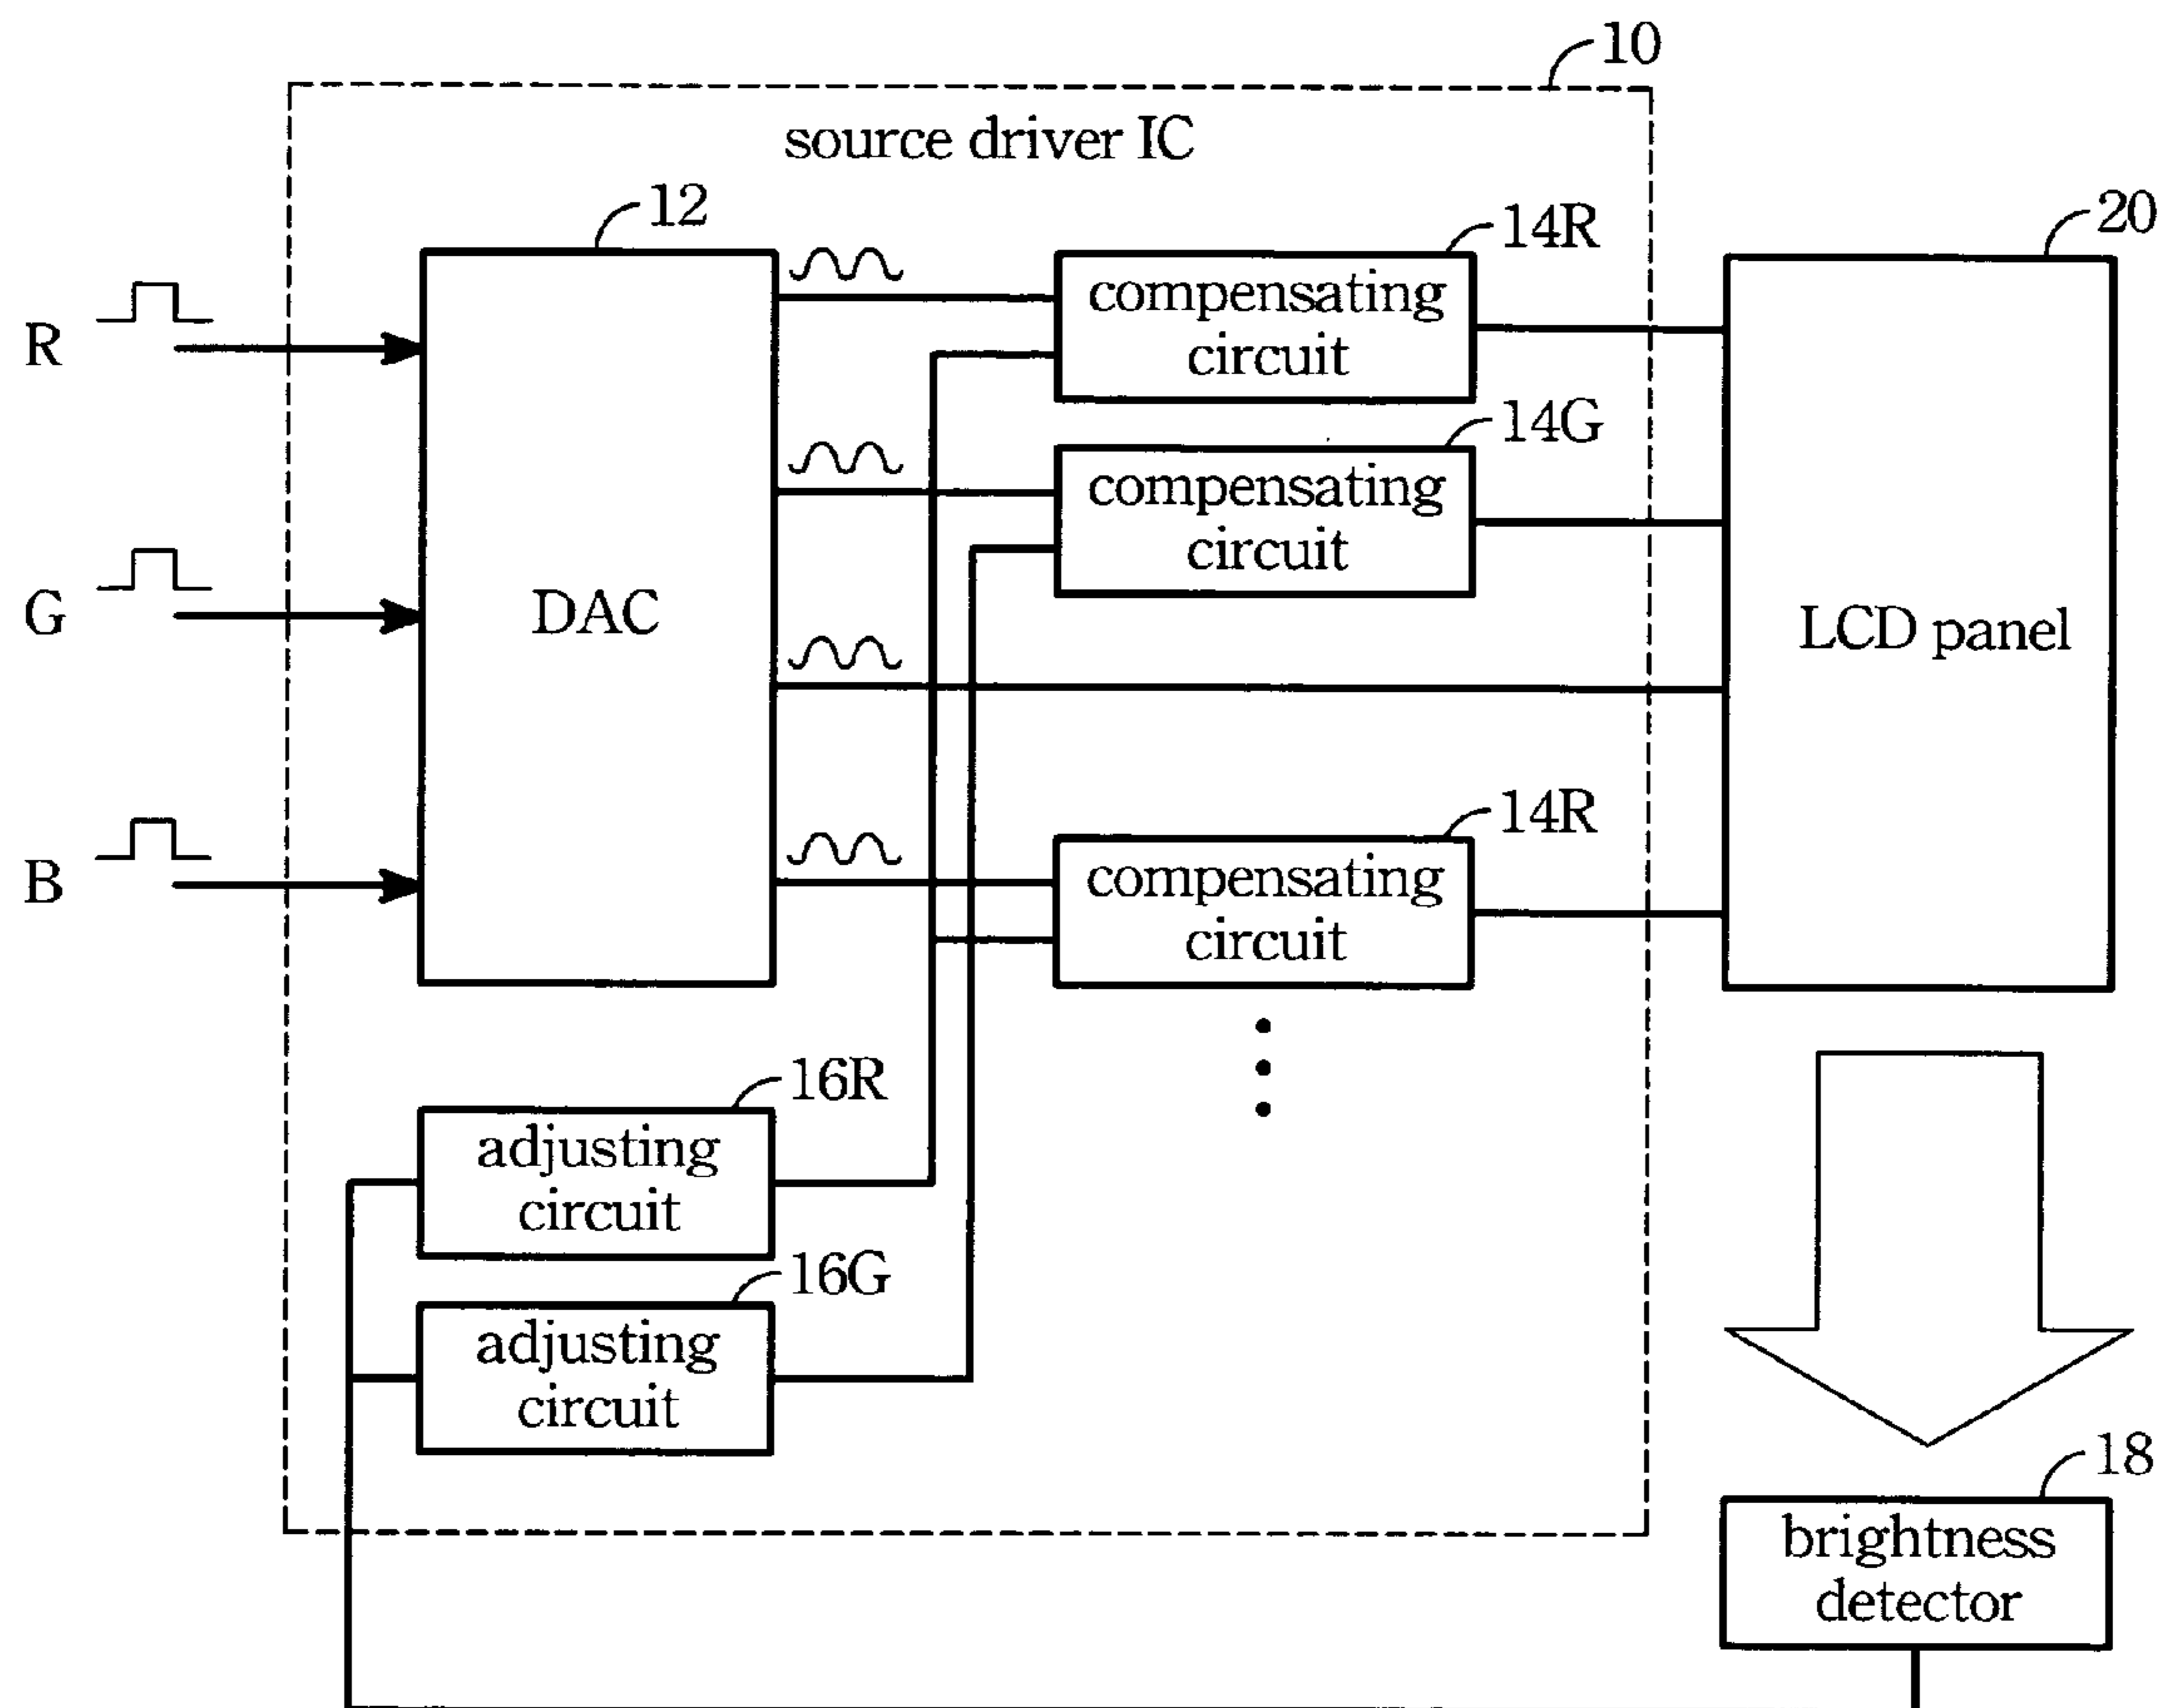 10
source driver IC
12
14R
20
R
compensating
circuit
14G
compensating
circuit
G
DAC
LCD panel
14R
B
compensating
circuit
16R
adjusting
circuit
16G
adjusting
circuit
18
brightness
detector